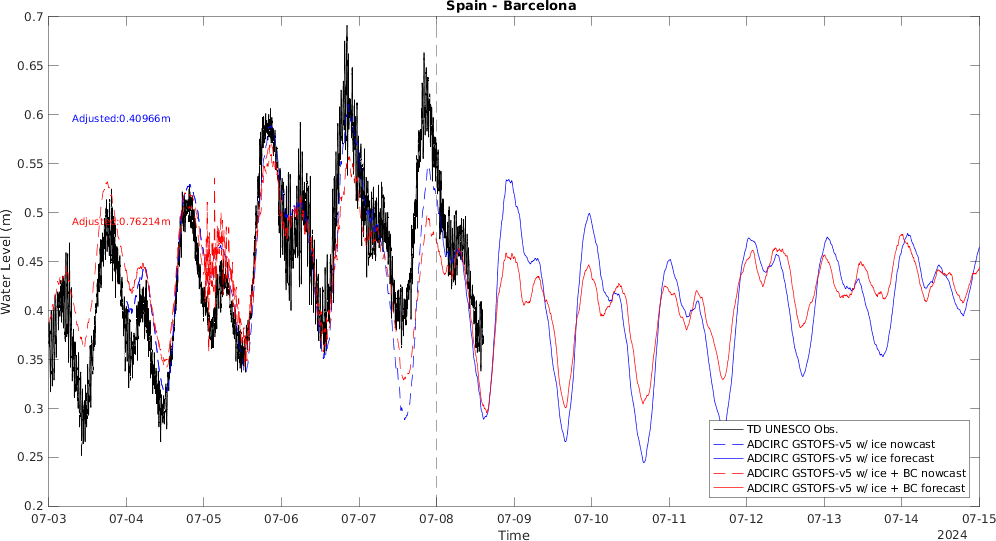 Spain - Barcelona
0.7
0.65
0.6
0.55
0.5
0.45
0.4
0.35
0.3
0.25
0.2
Water Level (m)
Adjusted:0.40966m
Adjusted:0.76214m
TD UNESCO Obs.
ADCIRC GSTOFS-v5 w/ ice nowcast
ADCIRC GSTOFS-v5 w/ ice forecast
ADCIRC GSTOFS-v5 w/ ice + BC nowcast
ADCIRC GSTOFS-v5 w/ ice + BC forecast
07-03 07-04 07-05 07-06 07-07 07-08 07-09 07-10 07-11 07-12 07-13 07-14 07-15
Time
2024